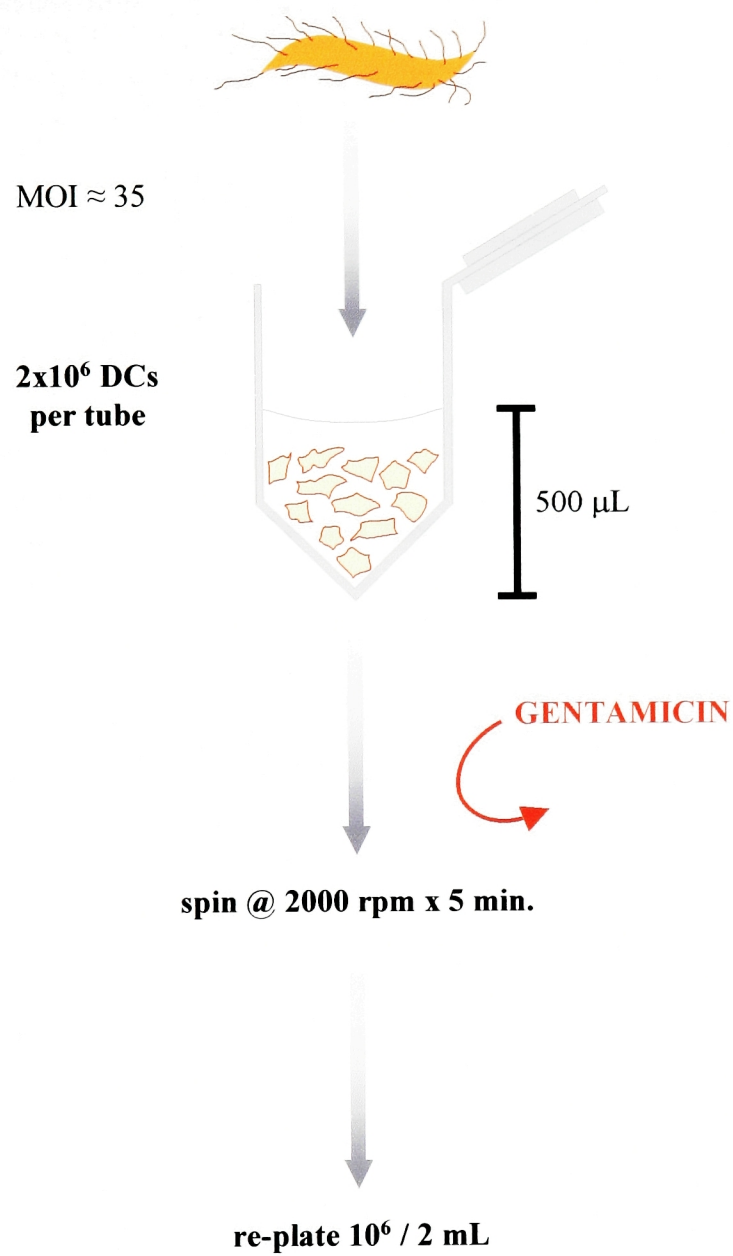 MOI ≈ 35
2x10⁶ DCs
per tube
500 μL
GENTAMICIN
spin @ 2000 rpm x 5 min.
re-plate 10⁶ / 2 mL